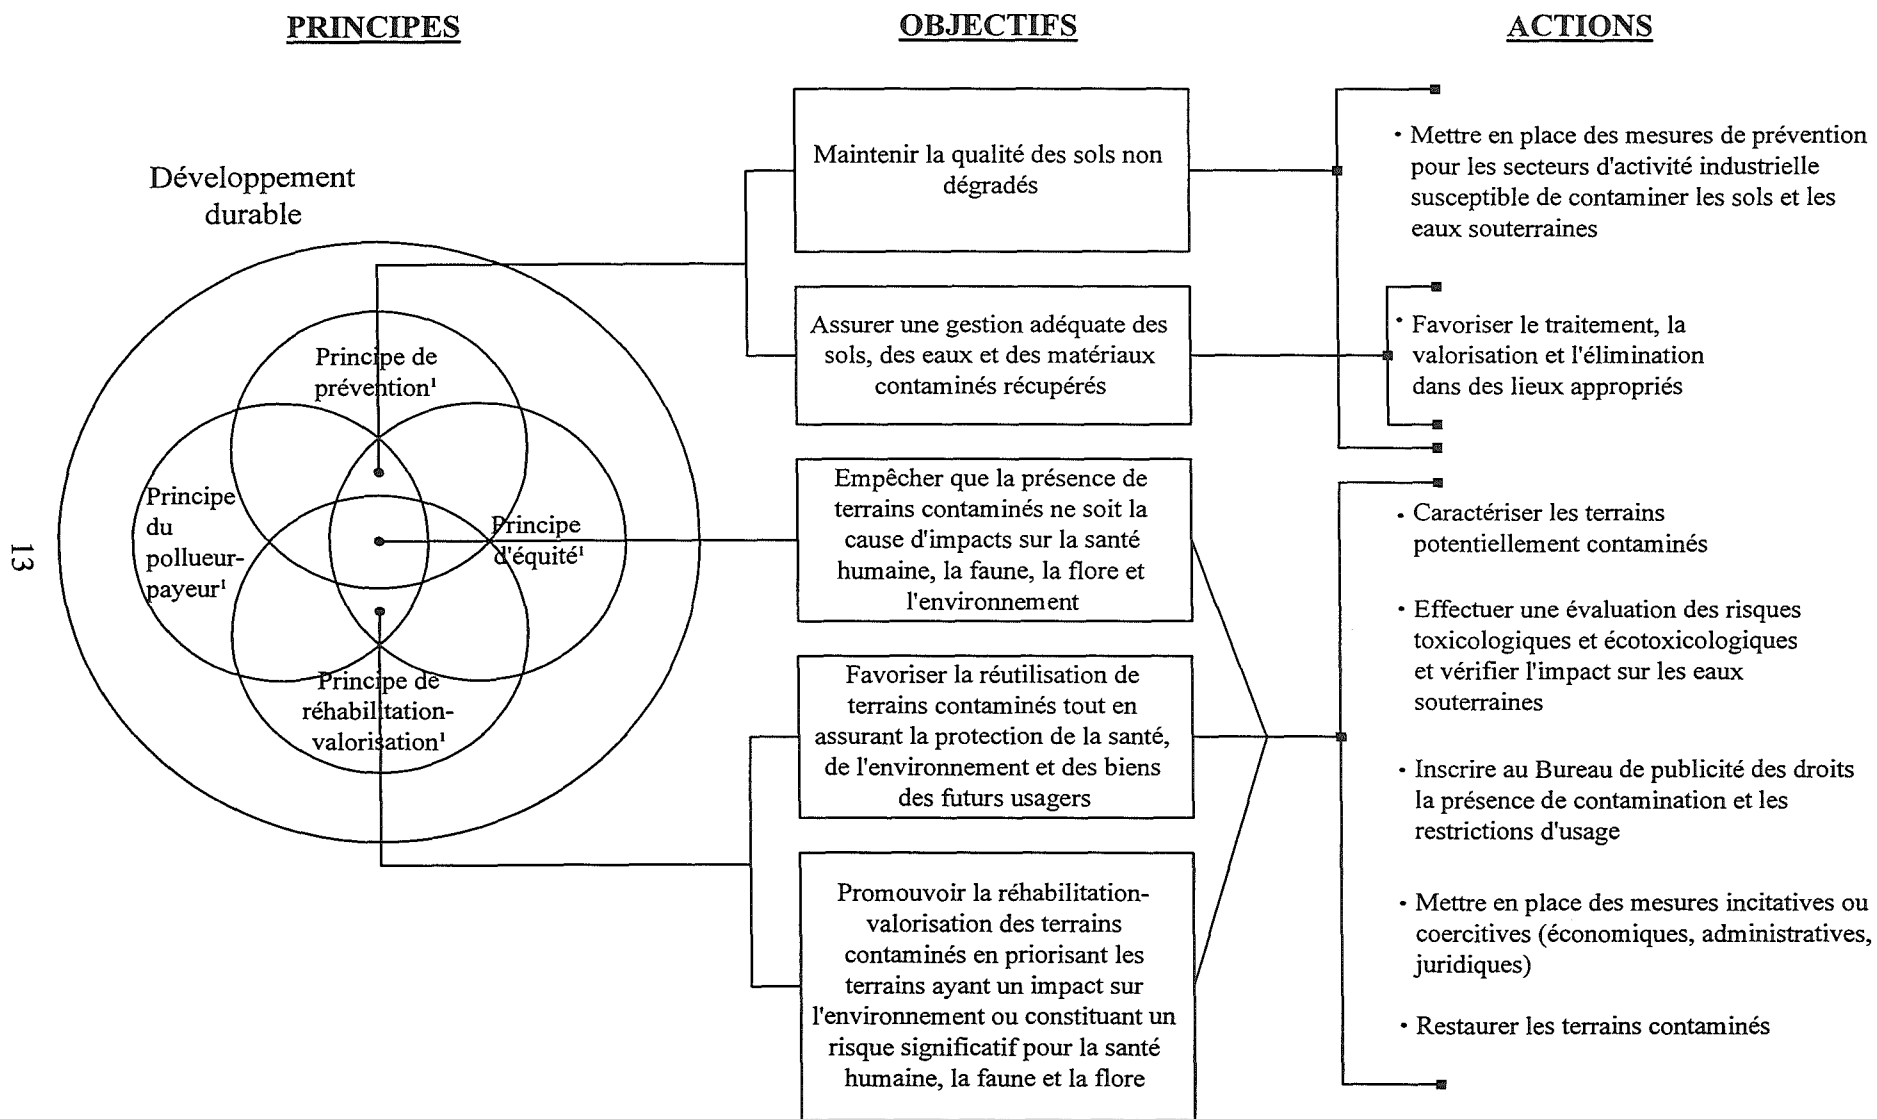 PRINCIPES
OBJECTIFS
ACTIONS
Développement
durable
Principe de
prévention¹
Principe
du
pollueur-
payeur¹
Principe
d'équité¹
Principe de
réhabilitation-
valorisation¹
13
Maintenir la qualité des sols non
dégradés
Assurer une gestion adéquate des
sols, des eaux et des matériaux
contaminés récupérés
Empêcher que la présence de
terrains contaminés ne soit la
cause d'impacts sur la santé
humaine, la faune, la flore et
l'environnement
Favoriser la réutilisation de
terrains contaminés tout en
assurant la protection de la santé,
de l'environnement et des biens
des futurs usagers
Promouvoir la réhabilitation-
valorisation des terrains
contaminés en priorisant les
terrains ayant un impact sur
l'environnement ou constituant un
risque significatif pour la santé
humaine, la faune et la flore
· Mettre en place des mesures de prévention
pour les secteurs d'activité industrielle
susceptible de contaminer les sols et les
eaux souterraines
· Favoriser le traitement, la
valorisation et l'élimination
dans des lieux appropriés
· Caractériser les terrains
potentiellement contaminés
· Effectuer une évaluation des risques
toxicologiques et écotoxicologiques
et vérifier l'impact sur les eaux
souterraines
· Inscrire au Bureau de publicité des droits
la présence de contamination et les
restrictions d'usage
· Mettre en place des mesures incitatives ou
coercitives (économiques, administratives,
juridiques)
· Restaurer les terrains contaminés